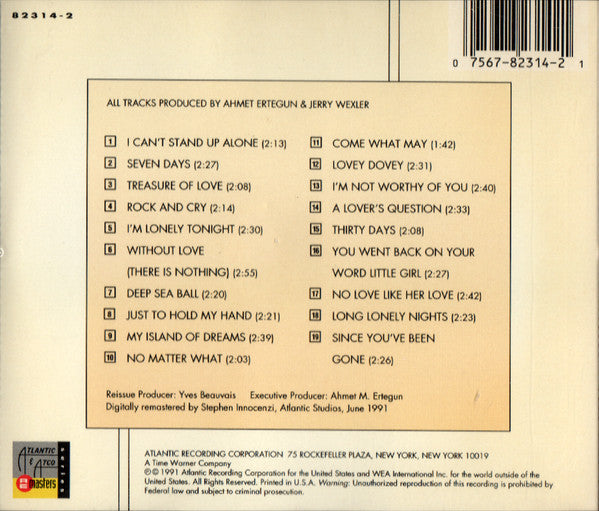 82314-2
0 7567-82314-2 1
ALL TRACKS PRODUCED BY AHMET ERTEGUN & JERRY WEXLER
1 I CAN'T STAND UP ALONE (2:13)
2 SEVEN DAYS (2:27)
3 TREASURE OF LOVE (2:08)
4 ROCK AND CRY (2:14)
5 I'M LONELY TONIGHT (2:30)
6 WITHOUT LOVE
(THERE IS NOTHING) (2:55)
7 DEEP SEA BALL (2:20)
8 JUST TO HOLD MY HAND (2:21)
9 MY ISLAND OF DREAMS (2:39)
10 NO MATTER WHAT (2:03)
11 COME WHAT MAY (1:42)
12 LOVEY DOVEY (2:31)
13 I'M NOT WORTHY OF YOU (2:40)
14 A LOVER'S QUESTION (2:33)
15 THIRTY DAYS (2:08)
16 YOU WENT BACK ON YOUR
WORD LITTLE GIRL (2:27)
17 NO LOVE LIKE HER LOVE (2:42)
18 LONG LONELY NIGHTS (2:23)
19 SINCE YOU'VE BEEN
GONE (2:26)
Reissue Producer: Yves Beauvais Executive Producer: Ahmet M. Ertegun
Digitally remastered by Stephen Innocenzi, Atlantic Studios, June 1991
ATLANTIC
& ATCO
masters
series
ATLANTIC RECORDING CORPORATION 75 ROCKEFELLER PLAZA, NEW YORK, NEW YORK 10019
A Time Warner Company
℗© 1991 Atlantic Recording Corporation for the United States and WEA International Inc. for the world outside of the
United States. All Rights Reserved. Printed in U.S.A. Warning: Unauthorized reproduction of this recording is prohibited by
Federal law and subject to criminal prosecution.